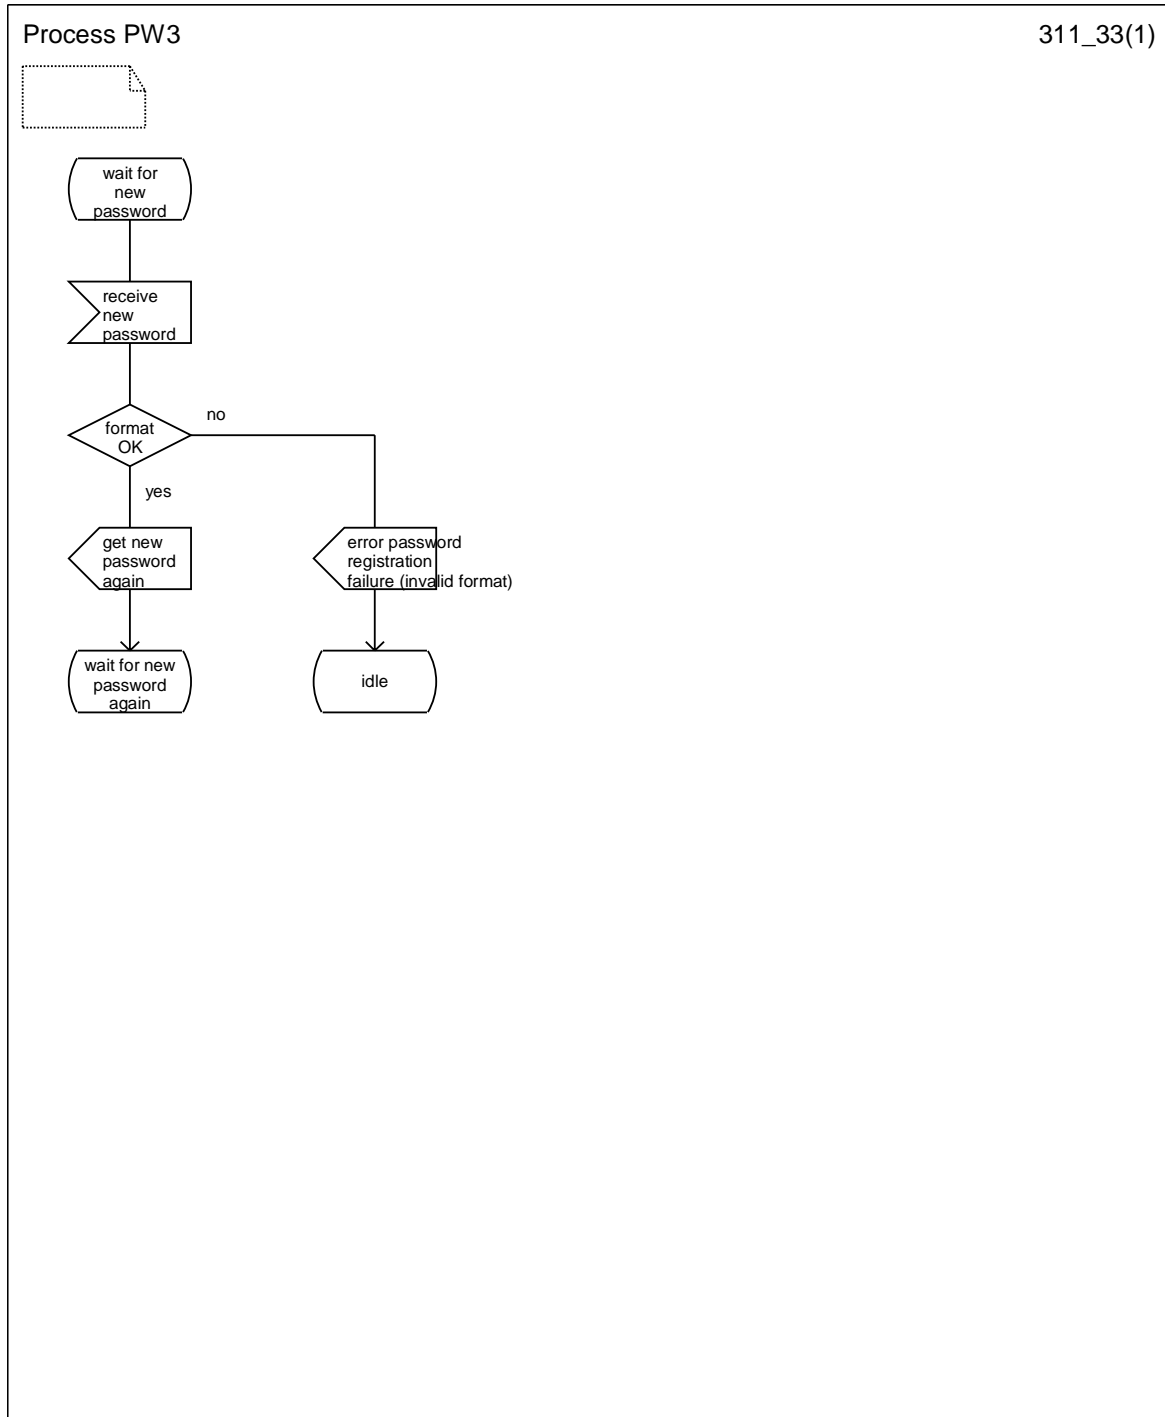 Process PW3
311_33(1)
wait for
new
password
receive
new
password
format
OK
no
yes
get new
password
again
error password
registration
failure (invalid format)
wait for new
password
again
idle